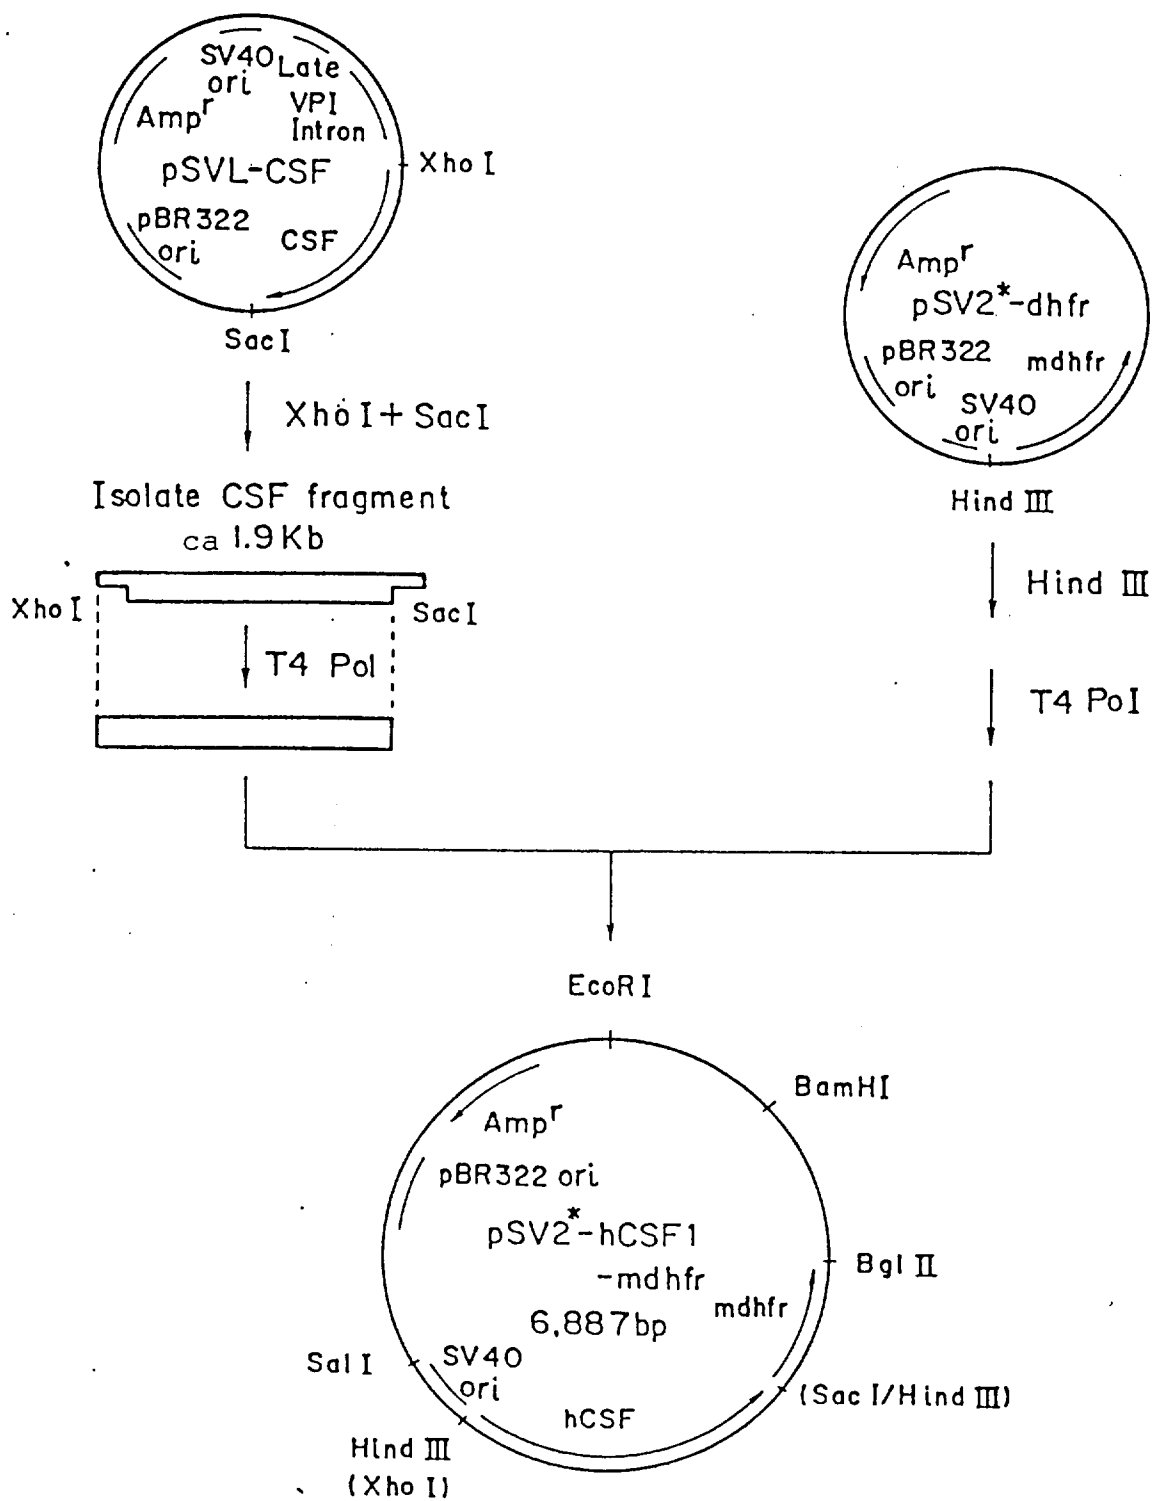 SV40 Late
ori
VPI
Intron
Amp^r
pSVL-CSF
Xho I
pBR322
ori
CSF
Sac I
Xho I + Sac I
Isolate CSF fragment
ca 1.9 Kb
Xho I
Sac I
T4 Pol
Amp^r
pSV2*-dhfr
pBR322
ori
mdhfr
SV40
ori
Hind III
Hind III
T4 Pol
EcoR I
BamHI
Amp^r
pBR322 ori
pSV2*-hCSF1
-mdhfr
6,887bp
mdhfr
Bgl II
Sal I
SV40
ori
(Sac I/Hind III)
hCSF
Hind III
(Xho I)